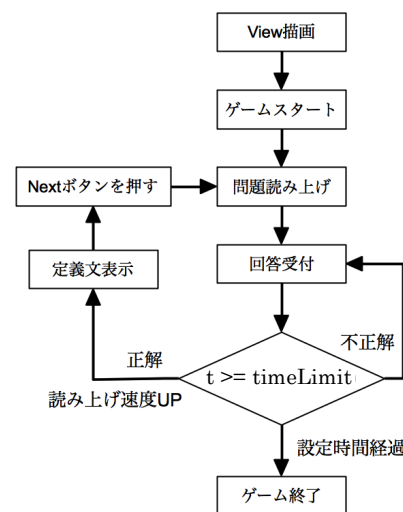 View描画
ゲームスタート
Nextボタンを押す
問題読み上げ
定義文表示
回答受付
不正解
正解
t >= timeLimit
読み上げ速度UP
設定時間経過
ゲーム終了